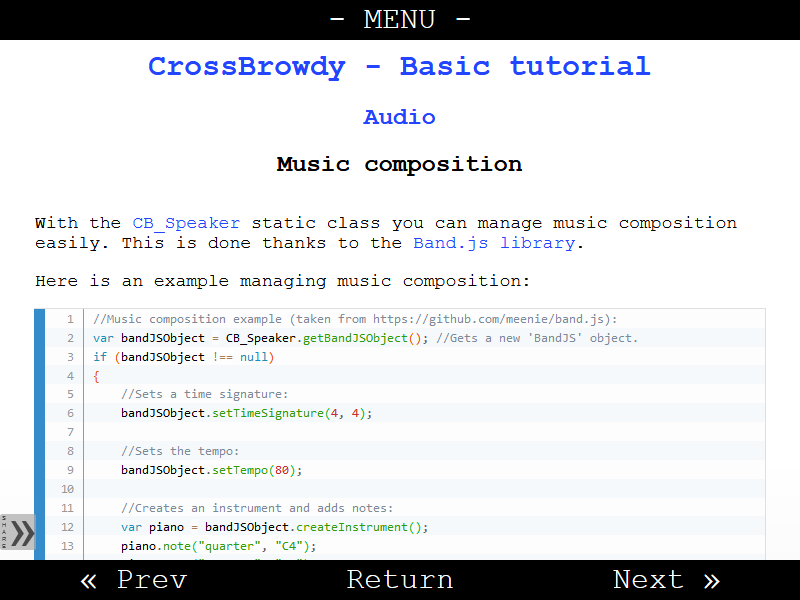 - MENU -
CrossBrowdy - Basic tutorial
Audio
Music composition
With the CB_Speaker static class you can manage music composition
easily. This is done thanks to the Band.js library.
Here is an example managing music composition:
1 //Music composition example (taken from https://github.com/meenie/band.js):
2 var bandJSObject = CB_Speaker.getBandJSObject(); //Gets a new 'BandJS' object.
3 if (bandJSObject !== null)
4 {
5 //Sets a time signature:
6 bandJSObject.setTimeSignature(4, 4);
7
8 //Sets the tempo:
9 bandJSObject.setTempo(80);
10
11 //Creates an instrument and adds notes:
12 var piano = bandJSObject.createInstrument();
13 piano.note("quarter", "C4");
SHARE »
« Prev Return Next »